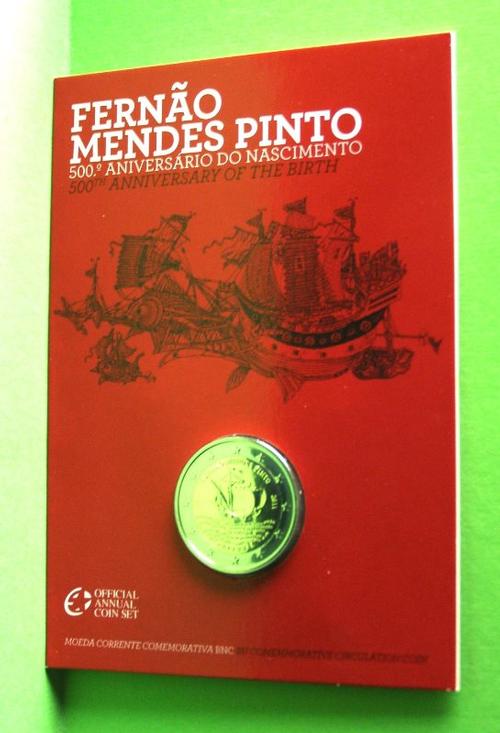 FERNÃO
MENDES PINTO
500.º ANIVERSÁRIO DO NASCIMENTO
500TH ANNIVERSARY OF THE BIRTH
PINTO 2011
OFFICIAL
ANNUAL
COIN SET
MOEDA CORRENTE COMEMORATIVA BNC BU COMMEMORATIVE CIRCULATION COIN